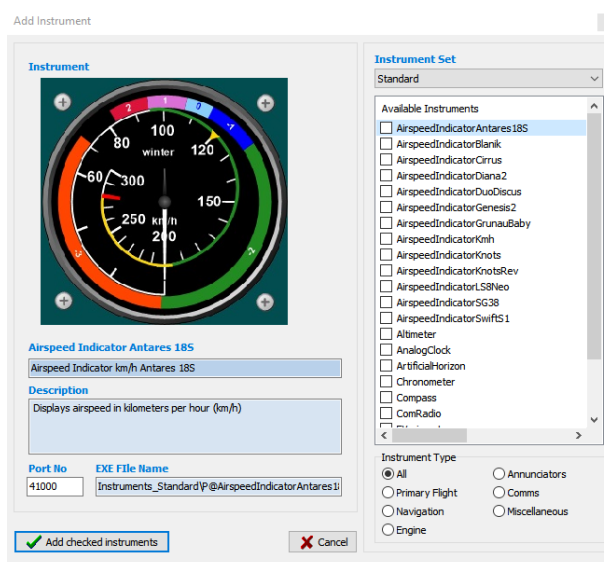 Add Instrument
Instrument
2
1
0
-1
100
80
winter
120
60
300
150
250
km/h
200
-3
-2
Airspeed Indicator Antares 18S
Airspeed Indicator km/h Antares 18S
Description
Displays airspeed in kilometers per hour (km/h)
Port No
EXE FIle Name
41000
Instruments_Standard\P@AirspeedIndicatorAntares1
Add checked instruments
Cancel
Instrument Set
Standard
Available Instruments
AirspeedIndicatorAntares18S
AirspeedIndicatorBlanik
AirspeedIndicatorCirrus
AirspeedIndicatorDiana2
AirspeedIndicatorDuoDiscus
AirspeedIndicatorGenesis2
AirspeedIndicatorGrunauBaby
AirspeedIndicatorKmh
AirspeedIndicatorKnots
AirspeedIndicatorKnotsRev
AirspeedIndicatorLS8Neo
AirspeedIndicatorSG38
AirspeedIndicatorSwiftS1
Altimeter
AnalogClock
ArtificialHorizon
Chronometer
Compass
ComRadio
Instrument Type
All
Annunciators
Primary Flight
Comms
Navigation
Miscellaneous
Engine